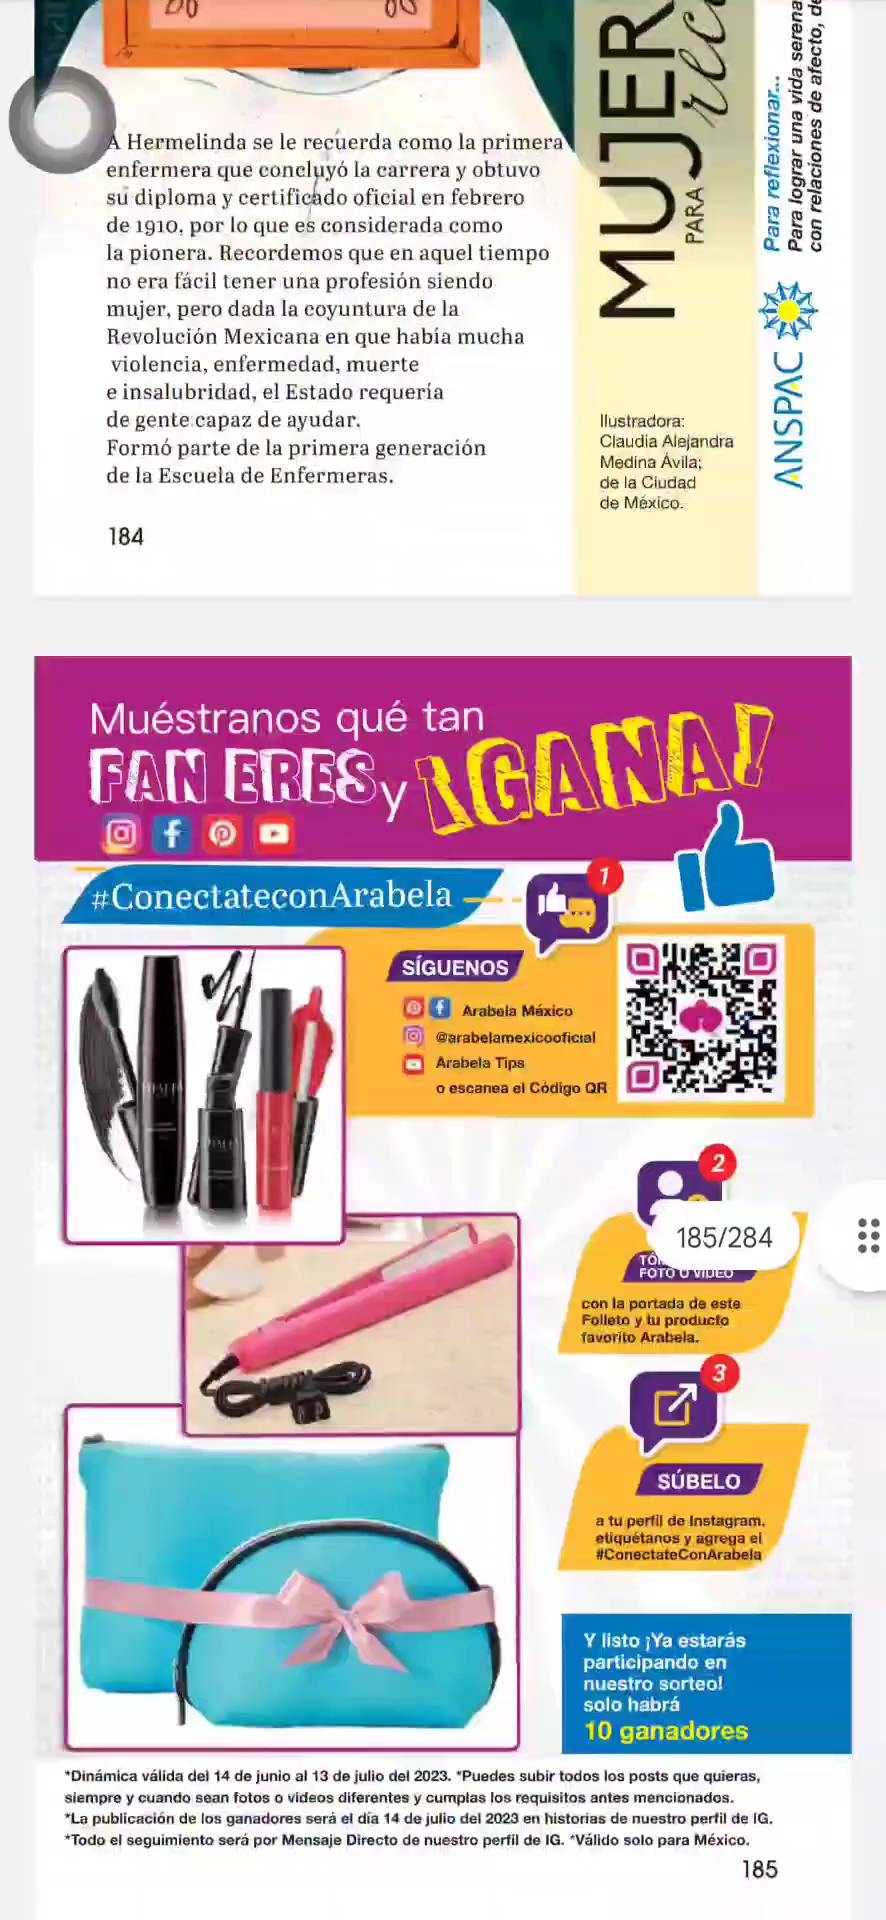 A Hermelinda se le recuerda como la primera
enfermera que concluyó la carrera y obtuvo
su diploma y certificado oficial en febrero
de 1910, por lo que es considerada como
la pionera. Recordemos que en aquel tiempo
no era fácil tener una profesión siendo
mujer, pero dada la coyuntura de la
Revolución Mexicana en que había mucha
violencia, enfermedad, muerte
e insalubridad, el Estado requería
de gente capaz de ayudar.
Formó parte de la primera generación
de la Escuela de Enfermeras.
184
MUJER
PARA
Ilustradora:
Claudia Alejandra
Medina Ávila;
de la Ciudad
de México.
Para reflexionar...
Para lograr una vida serena
con relaciones de afecto,
ANSPAC
Muéstranos qué tan
FAN ERES y ¡GANA!
#ConectateconArabela
1
SÍGUENOS
Arabela México
@arabelamexicooficial
Arabela Tips
o escanea el Código QR
2
185/284
FOTO O VIDEO
con la portada de este
Folleto y tu producto
favorito Arabela.
3
SÚBELO
a tu perfil de Instagram,
etiquétanos y agrega el
#ConectateConArabela
Y listo ¡Ya estarás
participando en
nuestro sorteo!
solo habrá
10 ganadores
*Dinámica válida del 14 de junio al 13 de julio del 2023. *Puedes subir todos los posts que quieras,
siempre y cuando sean fotos o videos diferentes y cumplas los requisitos antes mencionados.
*La publicación de los ganadores será el día 14 de julio del 2023 en historias de nuestro perfil de IG.
*Todo el seguimiento será por Mensaje Directo de nuestro perfil de IG. *Válido solo para México.
185